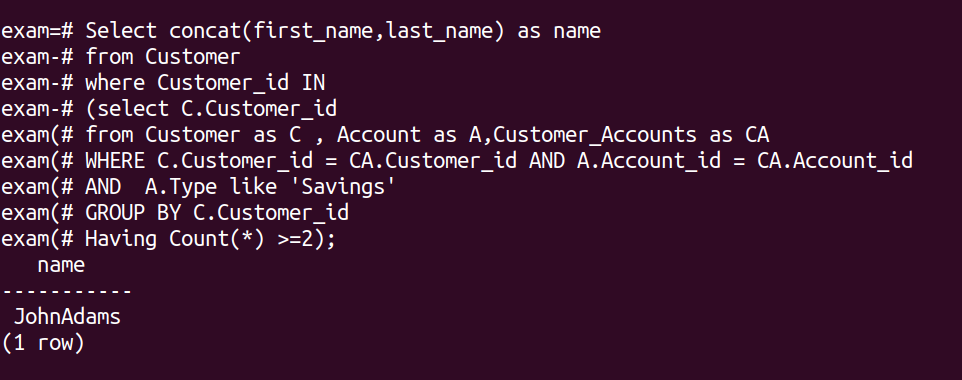 exam=# Select concat(first_name,last_name) as name
exam-# from Customer
exam-# where Customer_id IN
exam-# (select C.Customer_id
exam(# from Customer as C , Account as A,Customer_Accounts as CA
exam(# WHERE C.Customer_id = CA.Customer_id AND A.Account_id = CA.Account_id
exam(# AND  A.Type like 'Savings'
exam(# GROUP BY C.Customer_id
exam(# Having Count(*) >=2);
   name
-----------
 JohnAdams
(1 row)